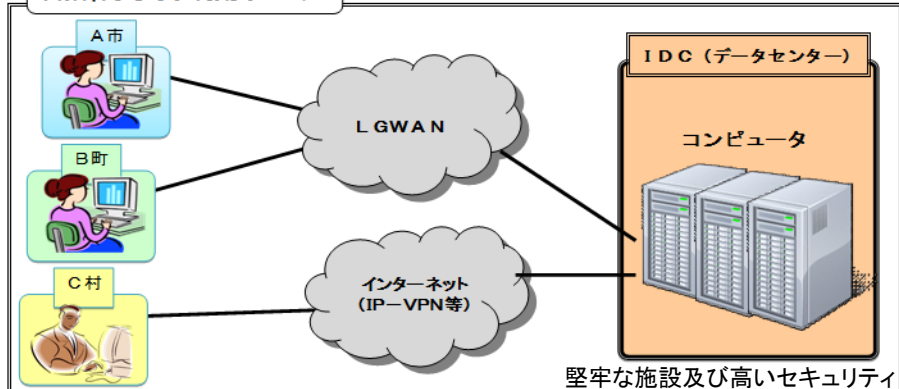 A市
LGWAN
IDC（データセンター）
コンピュータ
B町
C村
インターネット
（IP－VPN等）
堅牢な施設及び高いセキュリティ